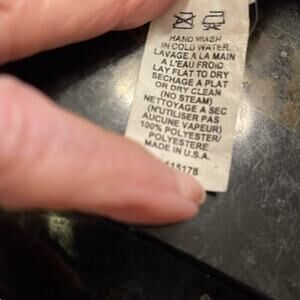 HAND WASH
IN COLD WATER
LAVAGE A LA MAIN
A L'EAU FROID
LAY FLAT TO DRY
SECHAGE A PLAT
OR DRY CLEAN
(NO STEAM)
NETTOYAGE A SEC
(N'UTILISER PAS
AUCUNE VAPEUR)
100% POLYESTER/
POLYESTERE
MADE IN U.S.A.
115178